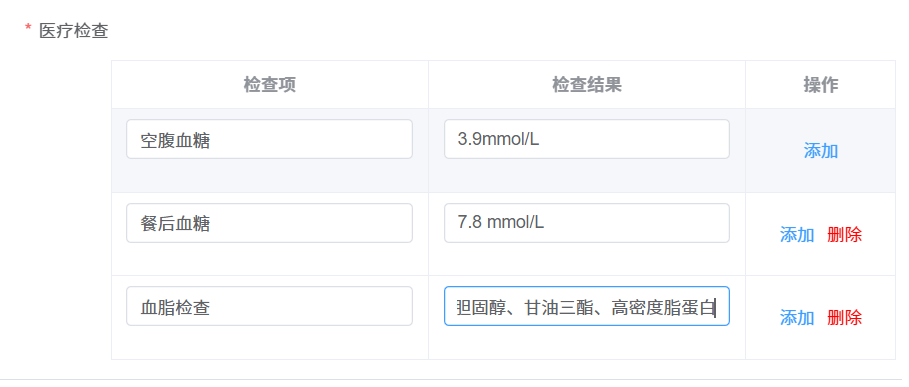 * 医疗检查
检查项 检查结果 操作
空腹血糖 3.9mmol/L 添加
餐后血糖 7.8 mmol/L 添加 删除
血脂检查 胆固醇、甘油三酯、高密度脂蛋白 添加 删除